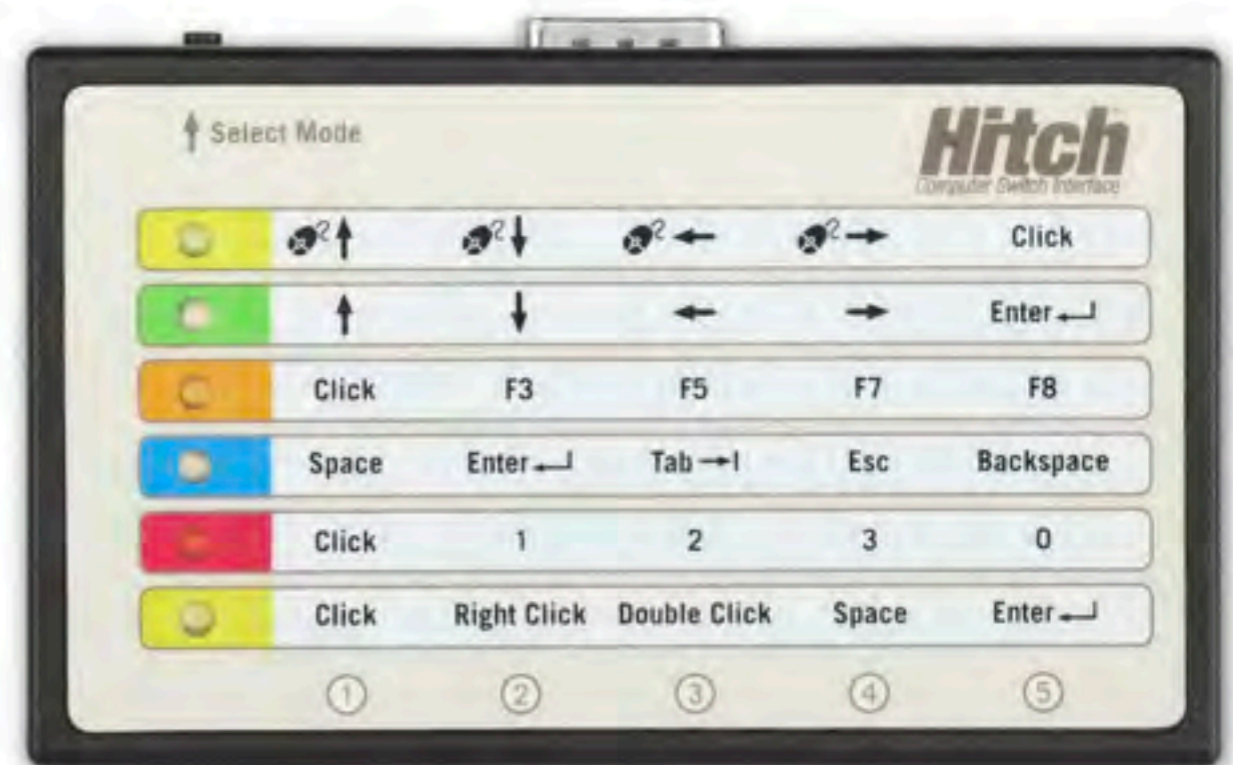 Select Mode
Hitch
Computer Switch Interface
Click
Enter
Click F3 F5 F7 F8
Space Enter Tab Esc Backspace
Click 1 2 3 0
Click Right Click Double Click Space Enter
1 2 3 4 5